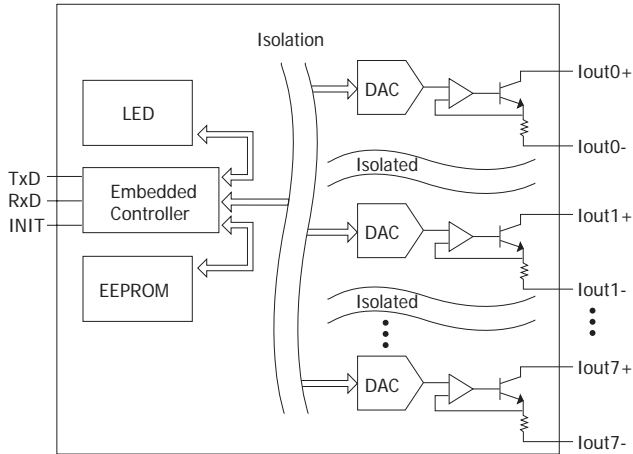 Isolation
LED
TxD
RxD
INIT
Embedded
Controller
EEPROM
DAC
Iout0+
Iout0-
Isolated
DAC
Iout1+
Iout1-
Isolated
DAC
Iout7+
Iout7-